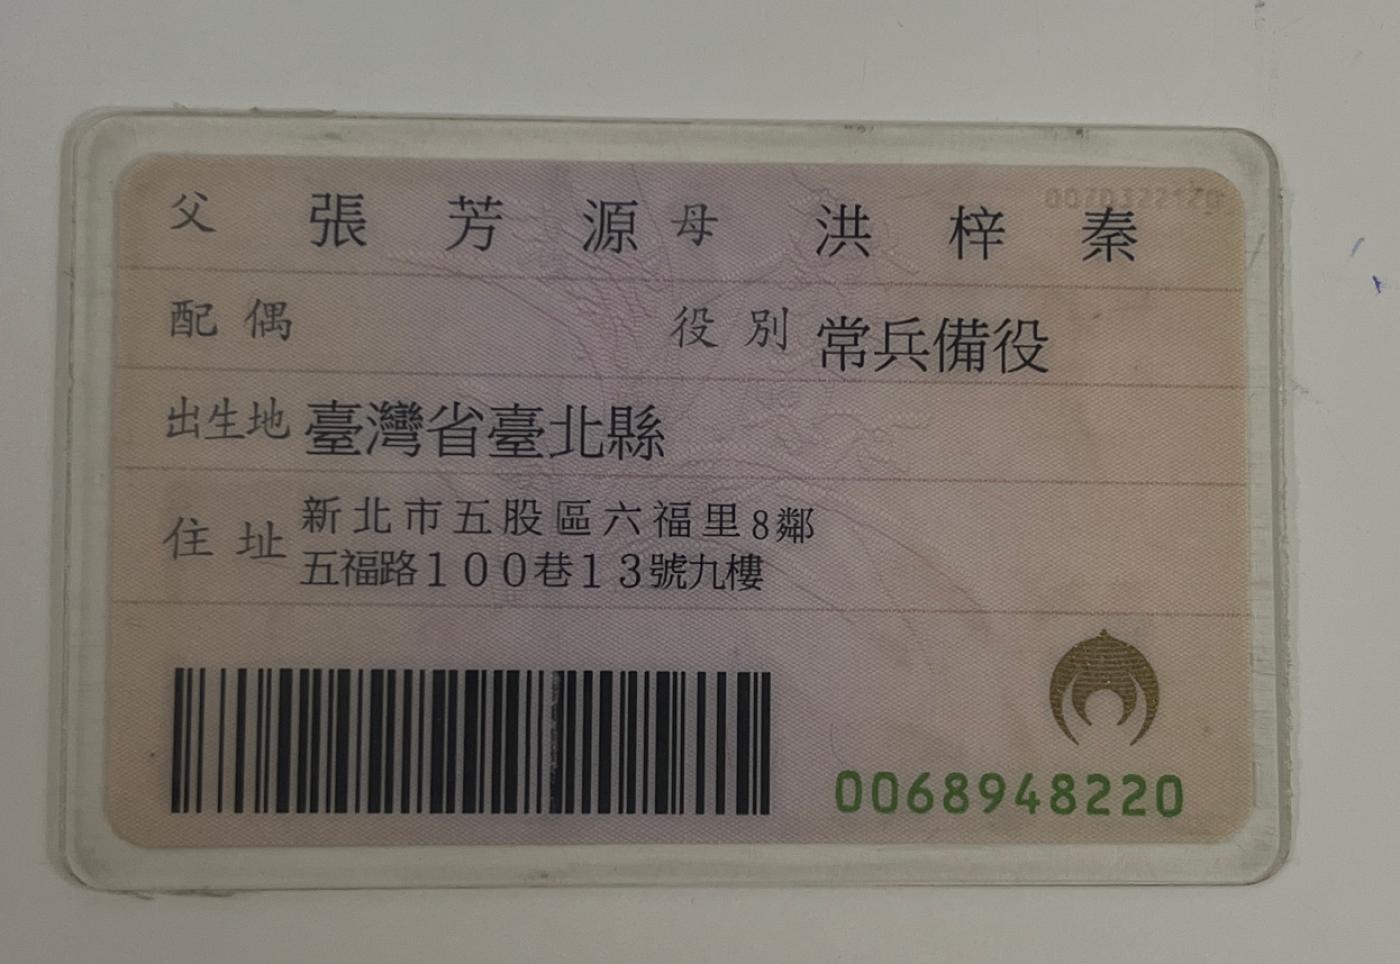 父 張芳源 母 洪梓秦
配偶 役別 常兵備役
出生地 臺灣省臺北縣
住址 新北市五股區六福里8鄰
五福路100巷13號九樓
0068948220